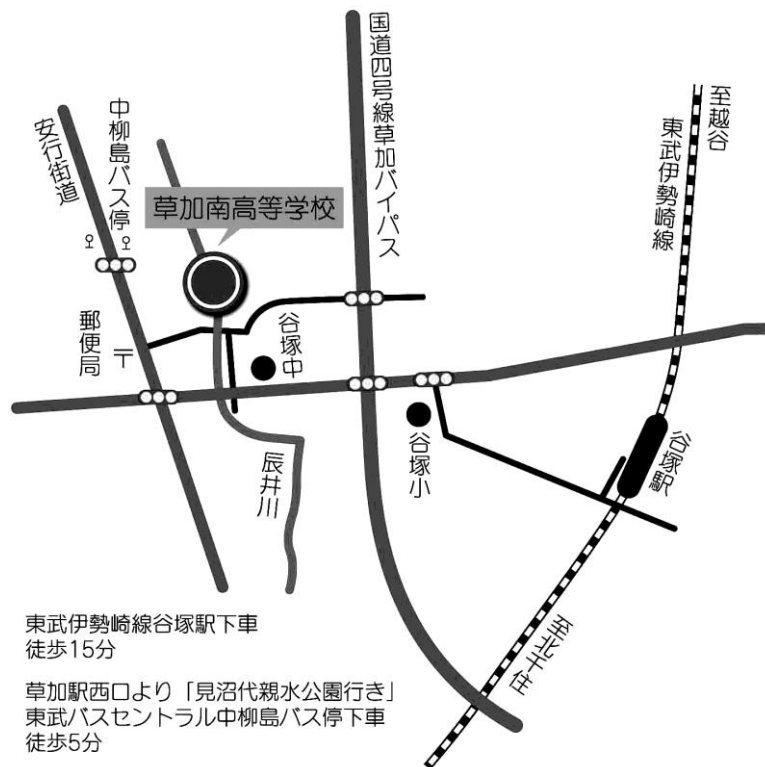 国道四号線草加バイパス
至越谷
東武伊勢崎線
中柳島バス停
安行街道
草加南高等学校
郵便局
〒
谷塚中
谷塚小
谷塚駅
辰井川
至北千住
東武伊勢崎線谷塚駅下車
徒歩15分
草加駅西口より「見沼代親水公園行き」
東武バスセントラル中柳島バス停下車
徒歩5分